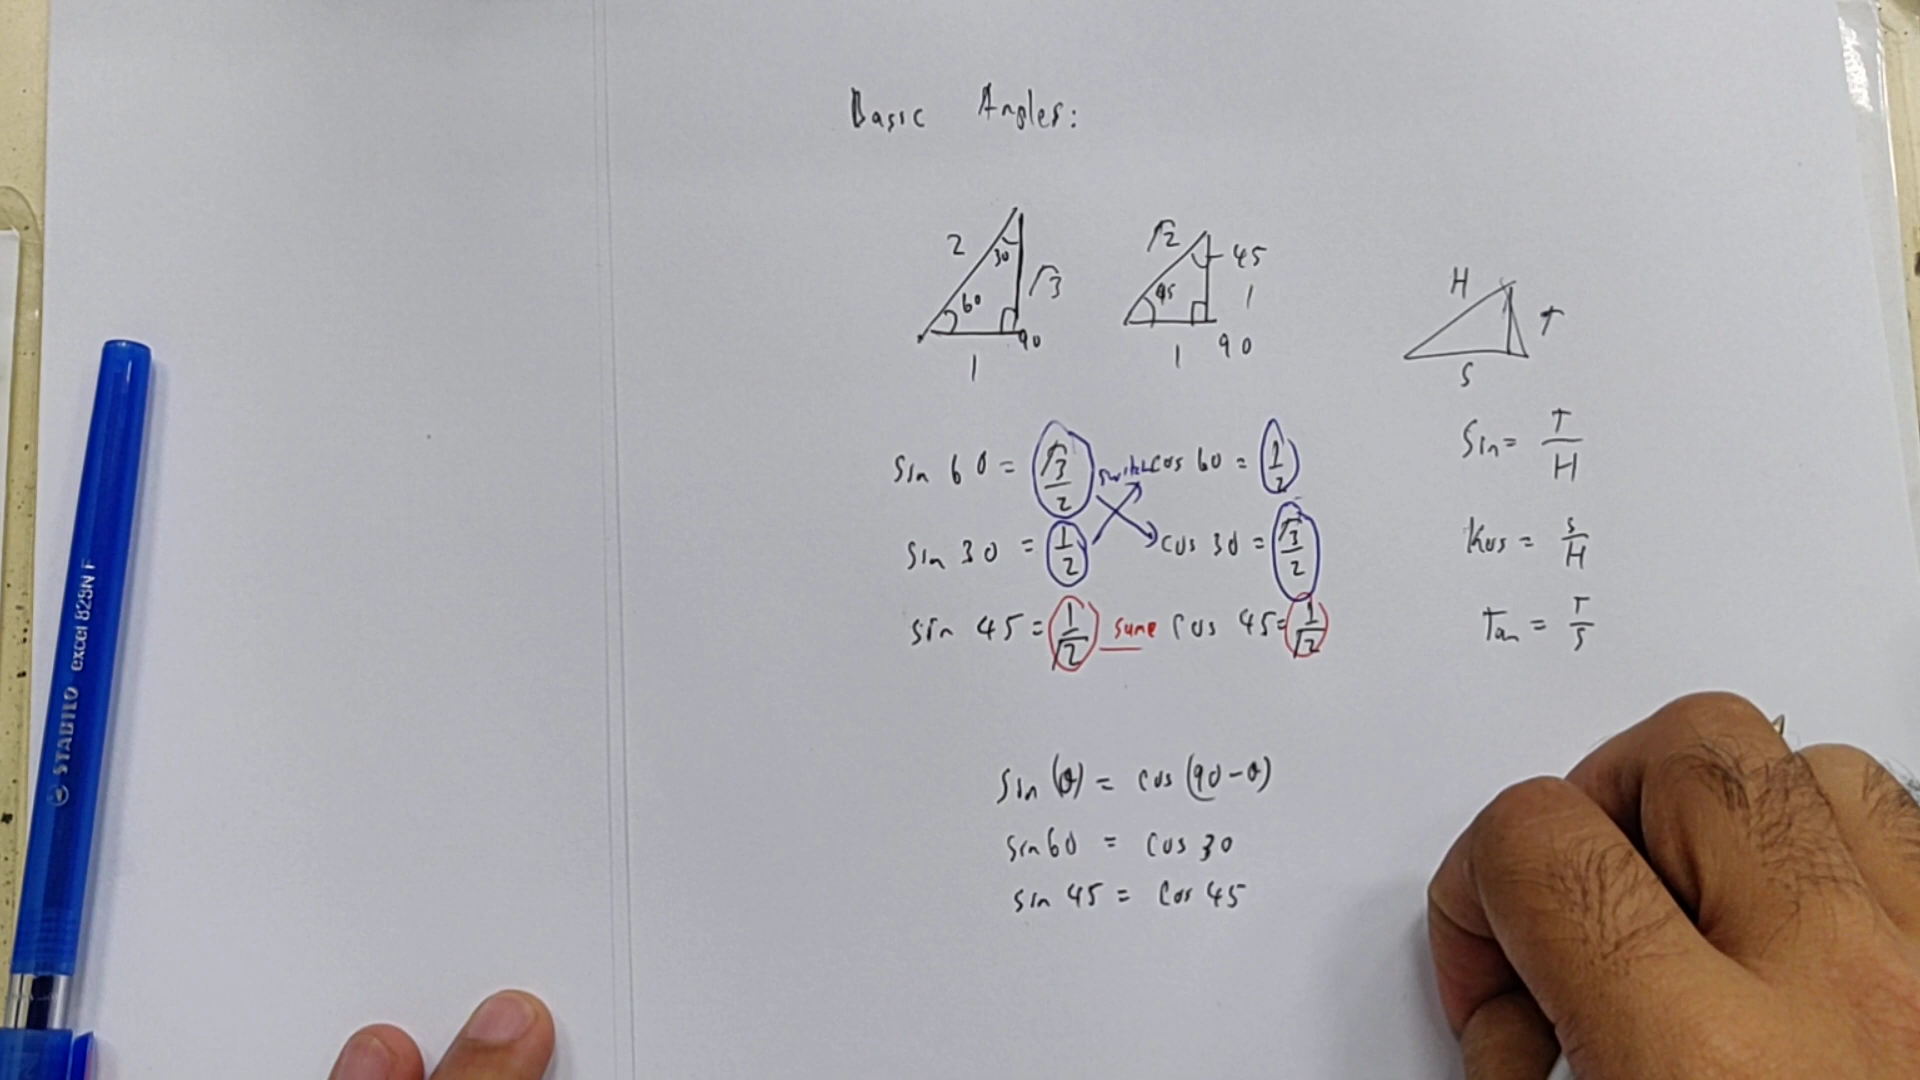 Basic Angles:
2
30
60
√3
90
1
√2
45
45
1
1
90
H
T
S
sin 60 = √3/2 switch cos 60 = 1/2
sin 30 = 1/2 cos 30 = √3/2
sin 45 = 1/√2 same cos 45 = 1/√2
Sin = T/H
Kos = S/H
Tan = T/S
sin (θ) = cos (90-θ)
sin 60 = cos 30
sin 45 = cos 45
STABILO excel 828N F